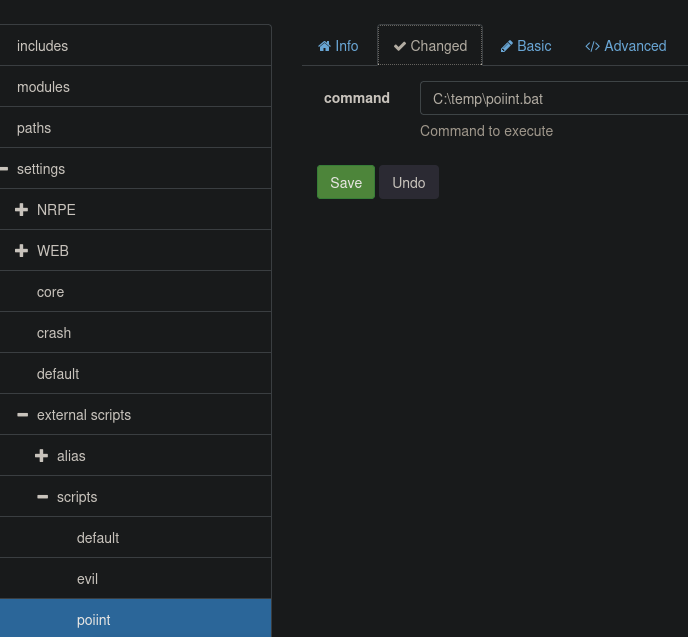 includes
modules
paths
settings
NRPE
WEB
core
crash
default
external scripts
alias
scripts
default
evil
poiint
Info Changed Basic </> Advanced
command C:\temp\poiint.bat
Command to execute
Save Undo